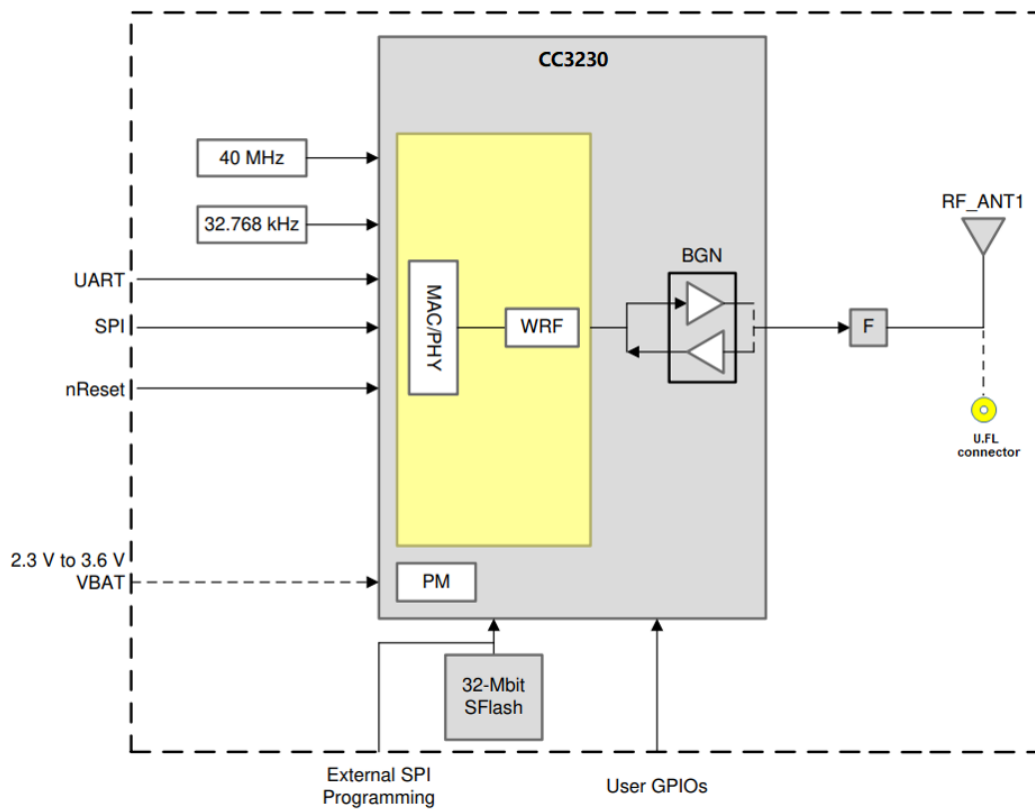 CC3230
40 MHz
32.768 kHz
RF_ANT1
BGN
UART
SPI
nReset
MAC/PHY
WRF
F
U.FL
connector
2.3 V to 3.6 V
VBAT
PM
32-Mbit
SFlash
External SPI
Programming
User GPIOs